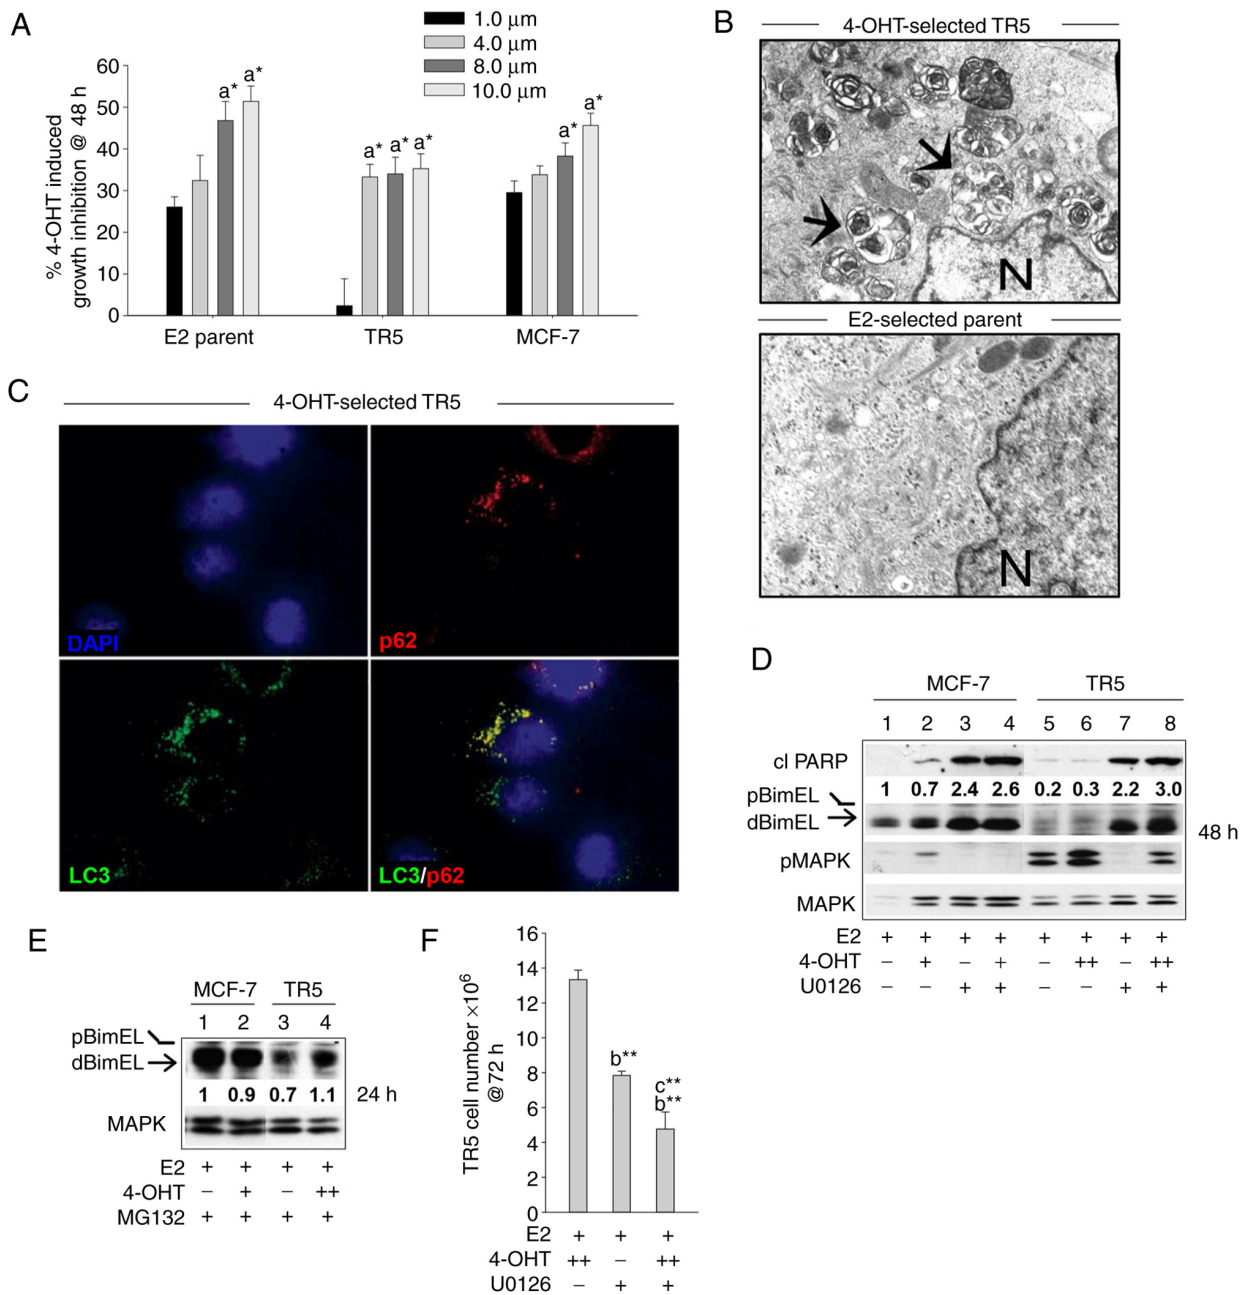 A
1.0 μm
4.0 μm
8.0 μm
10.0 μm
% 4-OHT induced
growth inhibition @ 48 h
60
50
40
30
20
10
0
a* a*
a* a* a*
a* a*
E2 parent TR5 MCF-7
B
4-OHT-selected TR5
N
E2-selected parent
N
C
4-OHT-selected TR5
DAPI
p62
LC3
LC3/p62
D
MCF-7 TR5
1 2 3 4 5 6 7 8
cl PARP
1 0.7 2.4 2.6 0.2 0.3 2.2 3.0
pBimEL
dBimEL
48 h
pMAPK
MAPK
E2 + + + + + + + +
4-OHT − + − + − ++ − ++
U0126 − − + + − − + +
E
MCF-7 TR5
1 2 3 4
pBimEL
dBimEL
1 0.9 0.7 1.1
24 h
MAPK
E2 + + + +
4-OHT − + − ++
MG132 + + + +
F
TR5 cell number ×10⁶
@72 h
16
14
12
10
8
6
4
2
0
b**
c**
b**
E2 + + +
4-OHT ++ − ++
U0126 − + +